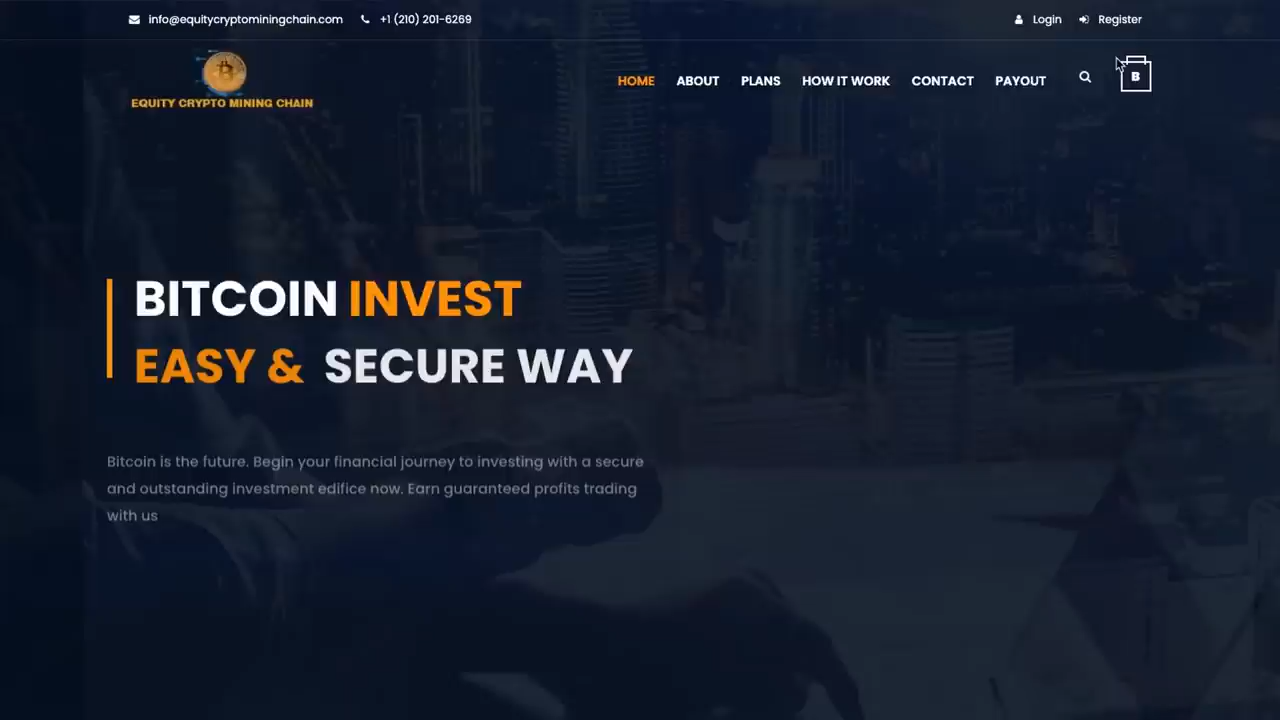 info@equitycryptominingchain.com +1 (210) 201-6269 Login Register
EQUITY CRYPTO MINING CHAIN
HOME ABOUT PLANS HOW IT WORK CONTACT PAYOUT B
BITCOIN INVEST
EASY & SECURE WAY
Bitcoin is the future. Begin your financial journey to investing with a secure
and outstanding investment edifice now. Earn guaranteed profits trading
with us